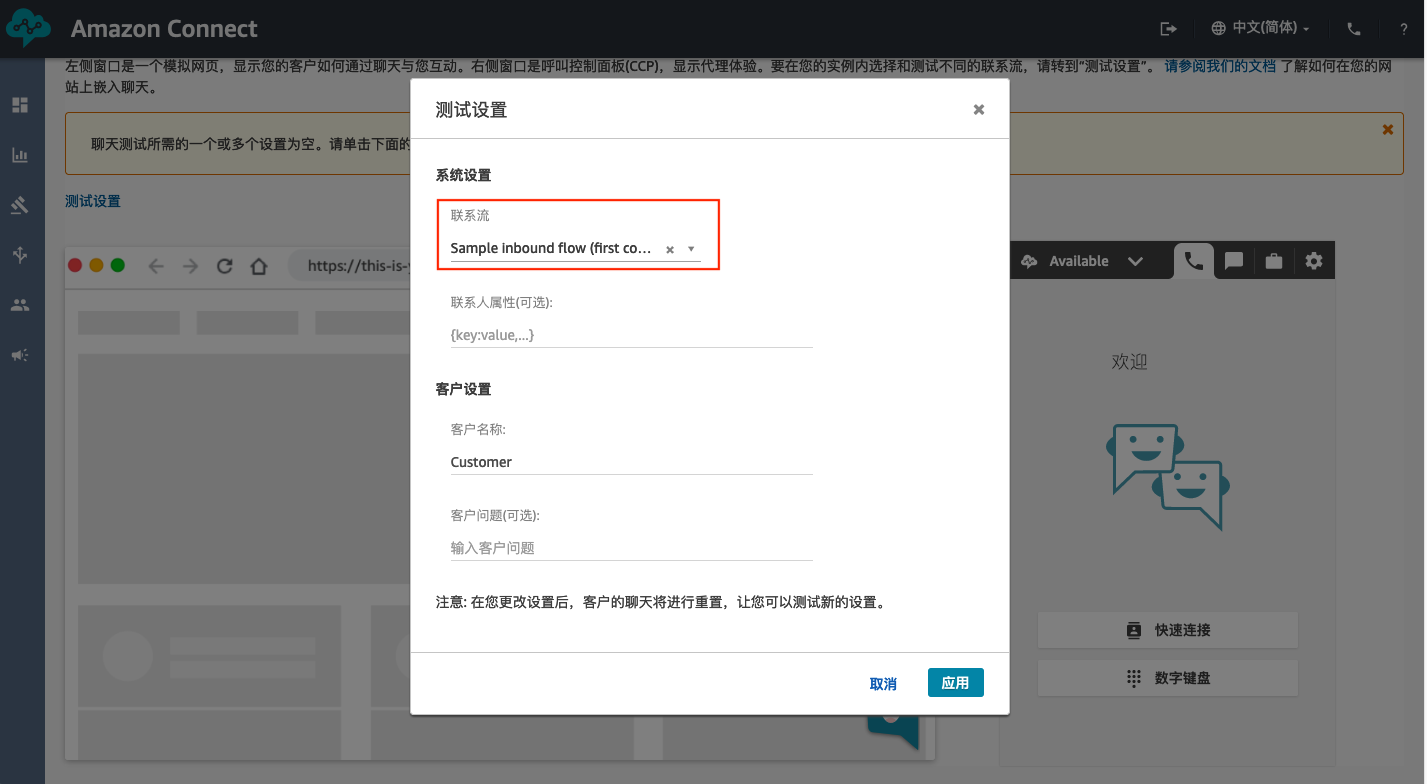 Amazon Connect
中文(简体)
?
左侧窗口是一个模拟网页，显示您的客户如何通过聊天与您互动。右侧窗口是呼叫控制面板(CCP)，显示代理体验。要在您的实例内选择和测试不同的联系流，请转到“测试设置”。 请参阅我们的文档 了解如何在您的网
站上嵌入聊天。
聊天测试所需的一个或多个设置为空。请单击下面的
测试设置
https://this-is-
Available
欢迎
快速连接
数字键盘
测试设置
系统设置
联系流
Sample inbound flow (first co...
联系人属性(可选):
{key:value,...}
客户设置
客户名称:
Customer
客户问题(可选):
输入客户问题
注意: 在您更改设置后，客户的聊天将进行重置，让您可以测试新的设置。
取消
应用